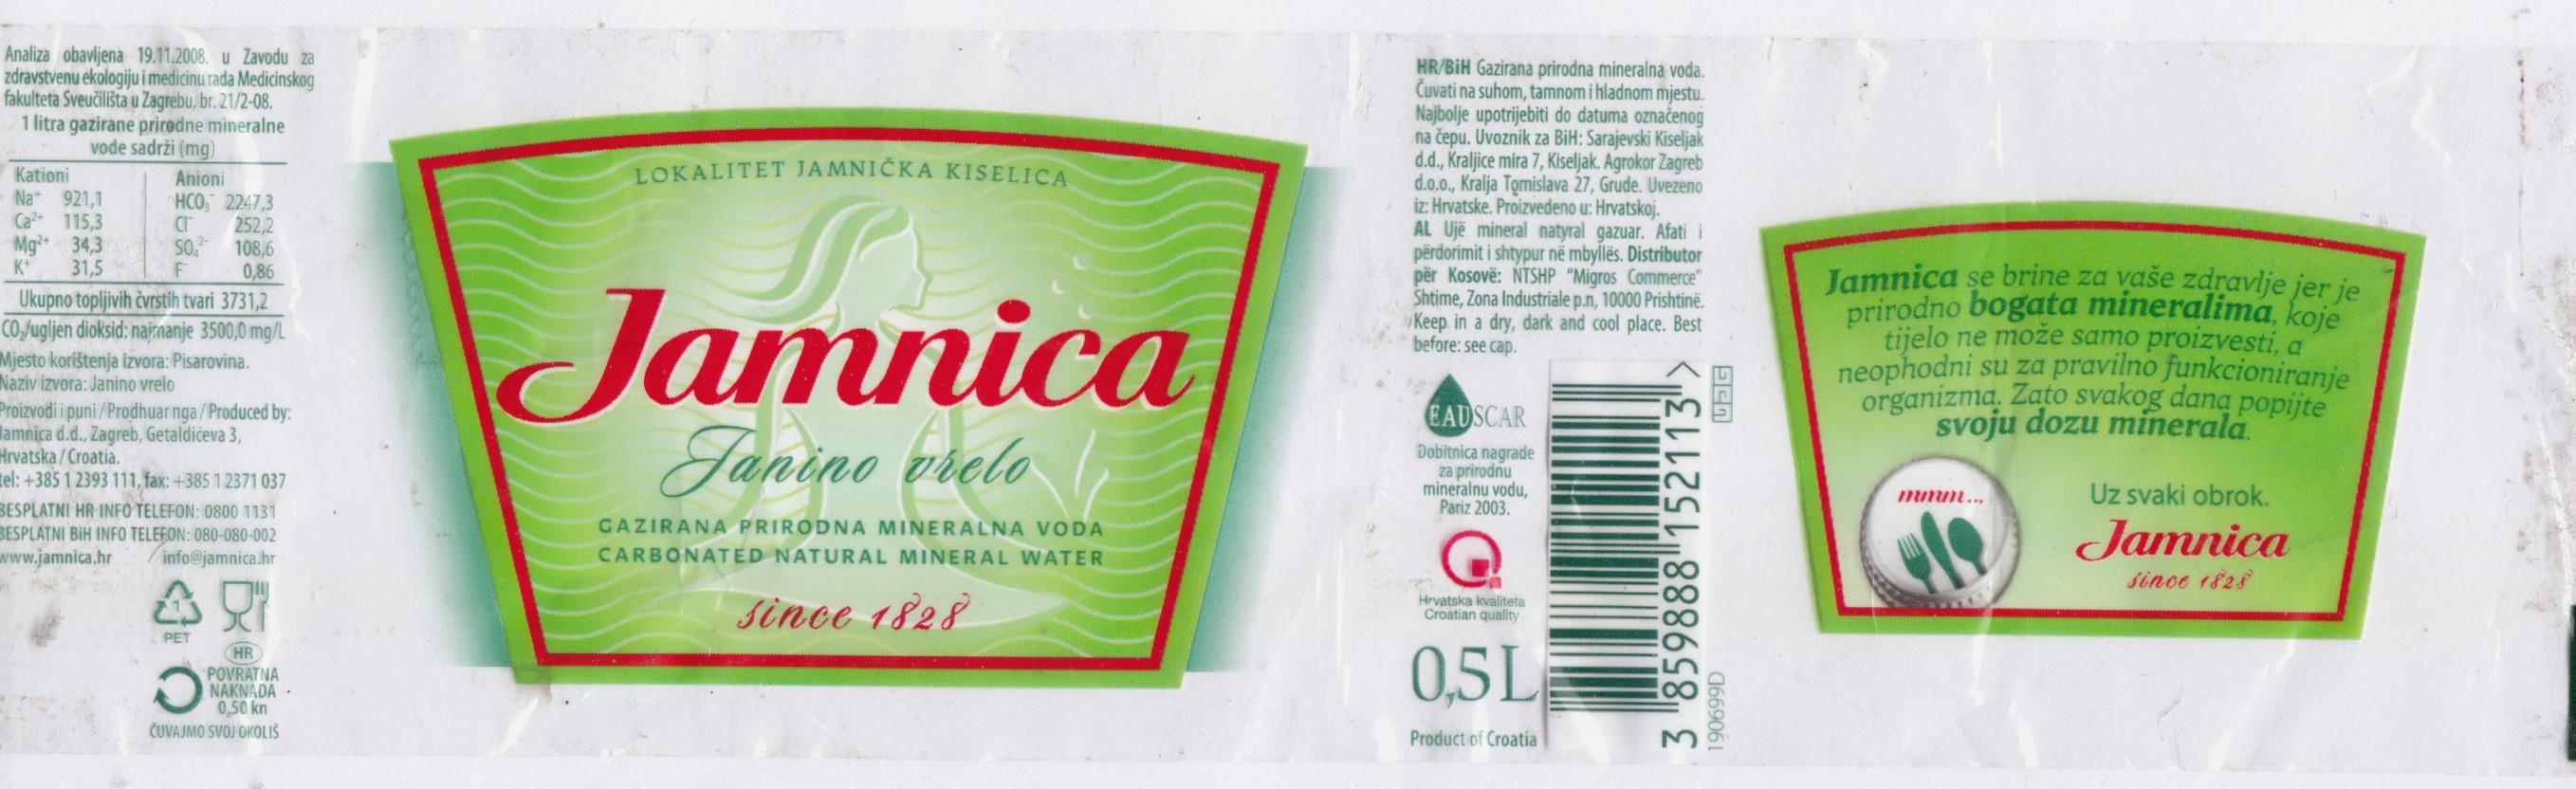 Analiza obavljena 19.11.2008. u Zavodu za
zdravstvenu ekologiju i medicinu rada Medicinskog
fakulteta Sveučilišta u Zagrebu, br. 21/2-08.
1 litra gazirane prirodne mineralne
vode sadrži (mg)
Kationi Anioni
Na⁺ 921,1 HCO₃⁻ 2247,3
Ca²⁺ 115,3 Cl⁻ 252,2
Mg²⁺ 34,3 SO₄²⁻ 108,6
K⁺ 31,5 F⁻ 0,86
Ukupno topljivih čvrstih tvari 3731,2
CO₂/ugljen dioksid: najmanje 3500,0 mg/L
Mjesto korištenja izvora: Pisarovina.
Naziv izvora: Janino vrelo
Proizvodi i puni / Prodhuar nga / Produced by:
Jamnica d.d., Zagreb, Getaldićeva 3,
Hrvatska / Croatia.
tel: +385 1 2393 111, fax: +385 1 2371 037
BESPLATNI HR INFO TELEFON: 0800 1131
BESPLATNI BiH INFO TELEFON: 080-080-002
www.jamnica.hr info@jamnica.hr
1
PET
HR
POVRATNA
NAKNADA
0,50 kn
ČUVAJMO SVOJ OKOLIŠ
LOKALITET JAMNIČKA KISELICA
Jamnica
Janino vrelo
GAZIRANA PRIRODNA MINERALNA VODA
CARBONATED NATURAL MINERAL WATER
since 1828
HR/BiH Gazirana prirodna mineralna voda.
Čuvati na suhom, tamnom i hladnom mjestu.
Najbolje upotrijebiti do datuma označenog
na čepu. Uvoznik za BiH: Sarajevski Kiseljak
d.d., Kraljice mira 7, Kiseljak. Agrokor Zagreb
d.o.o., Kralja Tomislava 27, Grude. Uvezeno
iz: Hrvatske. Proizvedeno u: Hrvatskoj.
AL Ujë mineral natyral gazuar. Afati i
përdorimit i shtypur në mbylles. Distributor
për Kosovë: NTSHP "Migros Commerce"
Shtime, Zona Industriale p.n, 10000 Prishtinë.
Keep in a dry, dark and cool place. Best
before: see cap.
EAUSCAR
Dobitnica nagrade
za prirodnu
mineralnu vodu,
Pariz 2003.
Hrvatska kvaliteta
Croatian quality
0,5 L
Product of Croatia
3 859888 152113 >
190699D
Jamnica se brine za vaše zdravlje jer je
prirodno bogata mineralima, koje
tijelo ne može samo proizvesti, a
neophodni su za pravilno funkcioniranje
organizma. Zato svakog dana popijte
svoju dozu minerala.
mmm...
Uz svaki obrok.
Jamnica
since 1828